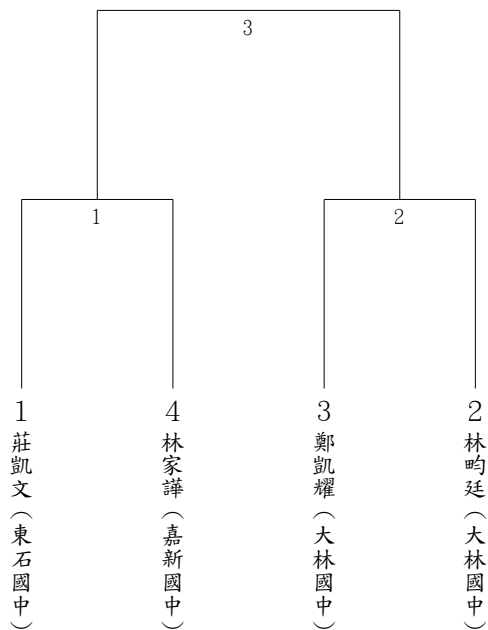 3
1
2
1 莊凱文（東石國中）
4 林家譁（嘉新國中）
3 鄭凱耀（大林國中）
2 林畇廷（大林國中）